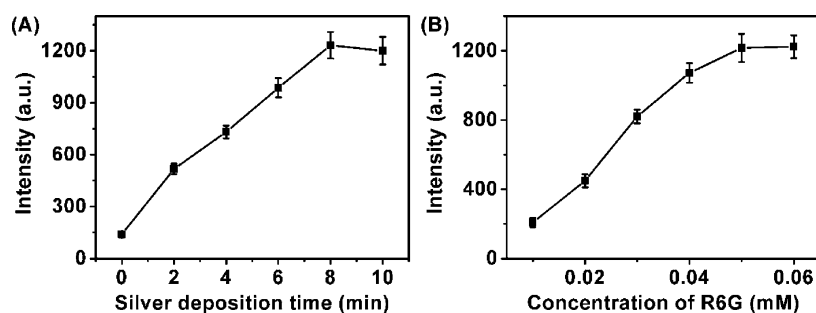 (A)
1200
900
600
300
0
Intensity (a.u.)
0 2 4 6 8 10
Silver deposition time (min)
(B)
1200
800
400
0
Intensity (a.u.)
0.02 0.04 0.06
Concentration of R6G (mM)